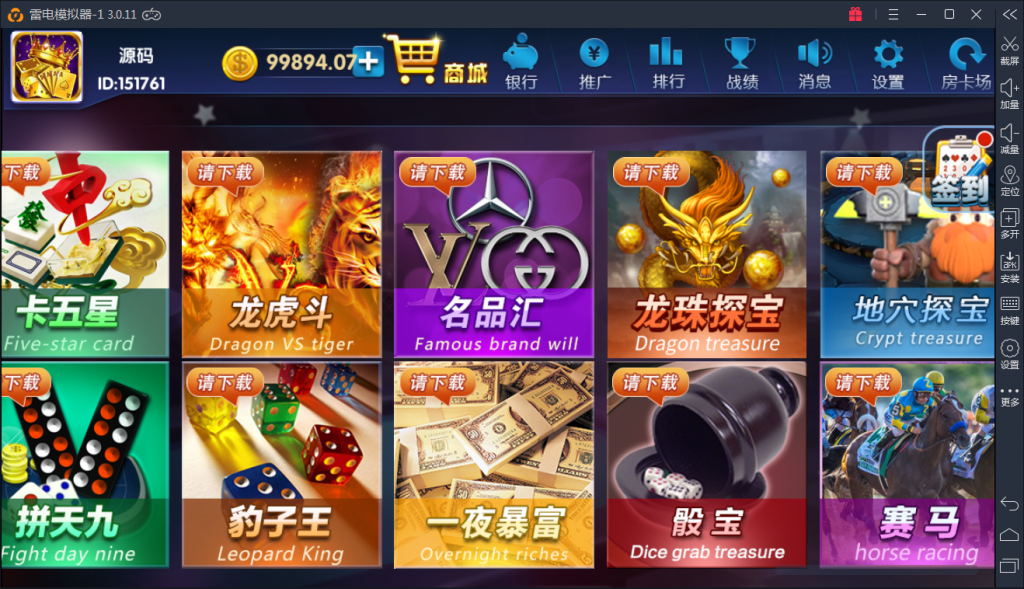 雷电模拟器-1 3.0.11
源码
ID:151761
99894.07
商城
银行
推广
排行
战绩
消息
设置
房卡场
截屏
加量
减量
定位
多开
APK
安装
按键
设置
更多
签到
下载
卡五星
Five-star card
请下载
龙虎斗
Dragon VS tiger
请下载
名品汇
Famous brand will
请下载
龙珠探宝
Dragon treasure
请下载
地穴探宝
Crypt treasure
下载
拼天九
Fight day nine
请下载
豹子王
Leopard King
请下载
一夜暴富
Overnight riches
请下载
骰宝
Dice grab treasure
请下载
赛马
horse racing